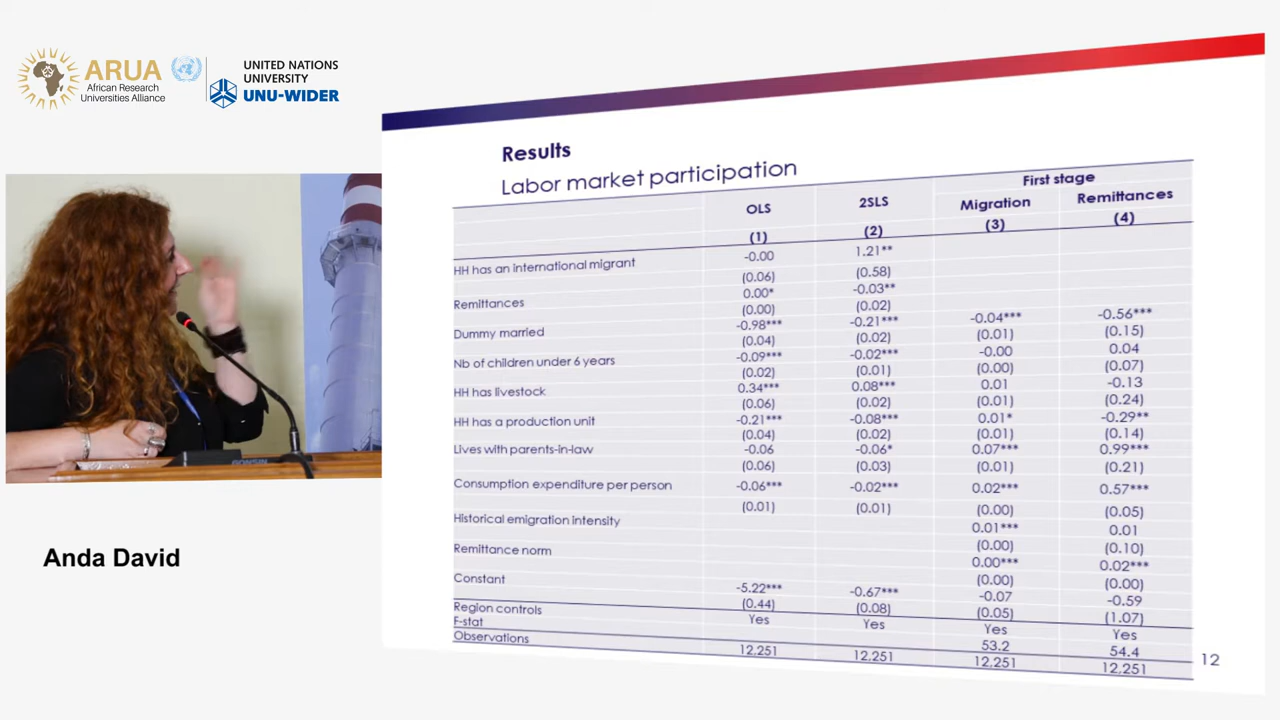 ARUA
African Research
Universities Alliance
UNITED NATIONS
UNIVERSITY
UNU-WIDER
Results
Labor market participation
First stage
OLS 2SLS Migration Remittances
(1) (2) (3) (4)
HH has an international migrant -0.00 1.21**
(0.06) (0.58)
Remittances 0.00* -0.03**
(0.00) (0.02)
Dummy married -0.98*** -0.21*** -0.04*** -0.56***
(0.04) (0.02) (0.01) (0.15)
Nb of children under 6 years -0.09*** -0.02*** -0.00 0.04
(0.02) (0.01) (0.00) (0.07)
HH has livestock 0.34*** 0.08*** 0.01 -0.13
(0.06) (0.02) (0.01) (0.24)
HH has a production unit -0.21*** -0.08*** 0.01* -0.29**
(0.04) (0.02) (0.01) (0.14)
Lives with parents-in-law -0.06 -0.06* 0.07*** 0.99***
(0.06) (0.03) (0.01) (0.21)
Consumption expenditure per person -0.06*** -0.02*** 0.02*** 0.57***
(0.01) (0.01) (0.00) (0.05)
Historical emigration intensity 0.01*** 0.01
(0.00) (0.10)
Remittance norm 0.00*** 0.02***
(0.00) (0.00)
Constant -5.22*** -0.67*** -0.07 -0.59
(0.44) (0.08) (0.05) (1.07)
Region controls Yes Yes Yes Yes
F-stat 53.2 54.4
Observations 12,251 12,251 12,251 12,251
12
GONSIN
Anda David